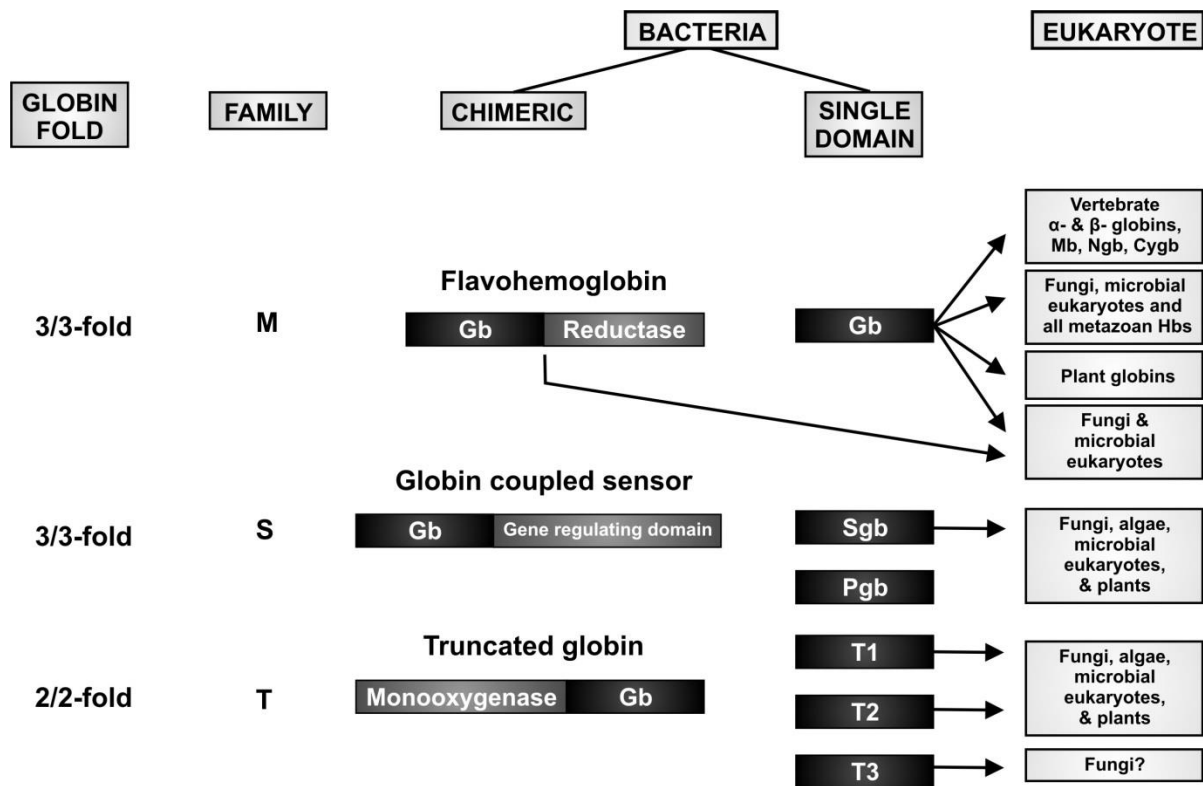 BACTERIA
EUKARYOTE
GLOBIN
FOLD
FAMILY
CHIMERIC
SINGLE
DOMAIN
Vertebrate
α- & β- globins,
Mb, Ngb, Cygb
Flavohemoglobin
3/3-fold
M
Gb
Reductase
Gb
Fungi, microbial
eukaryotes and
all metazoan Hbs
Plant globins
Fungi &
microbial
eukaryotes
Globin coupled sensor
3/3-fold
S
Gb
Gene regulating domain
Sgb
Pgb
Fungi, algae,
microbial
eukaryotes,
& plants
Truncated globin
2/2-fold
T
Monooxygenase
Gb
T1
T2
T3
Fungi, algae,
microbial
eukaryotes,
& plants
Fungi?